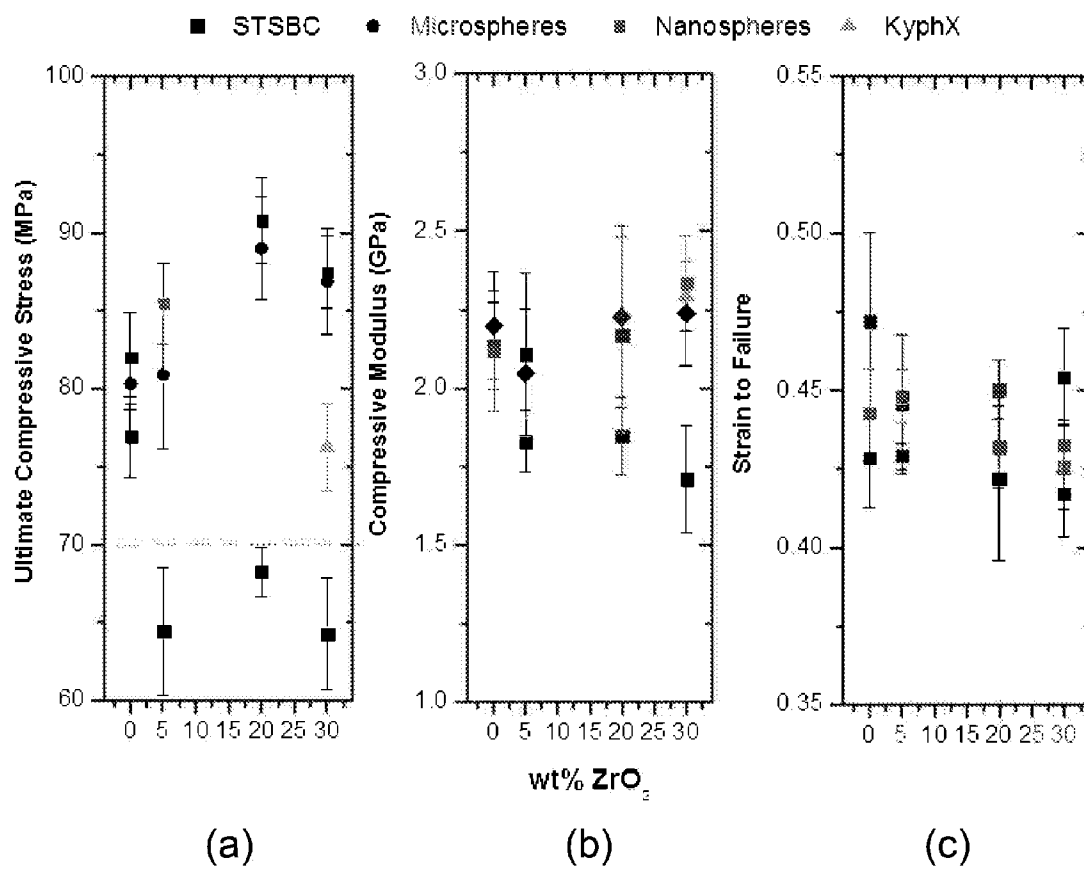 STSBC Microspheres Nanospheres KyphX
Ultimate Compressive Stress (MPa)
100
90
80
70
60
0 5 10 15 20 25 30
Compressive Modulus (GPa)
3.0
2.5
2.0
1.5
1.0
0 5 10 15 20 25 30
Strain to Failure
0.55
0.50
0.45
0.40
0.35
0 5 10 15 20 25 30
wt% ZrO₂
(a) (b) (c)